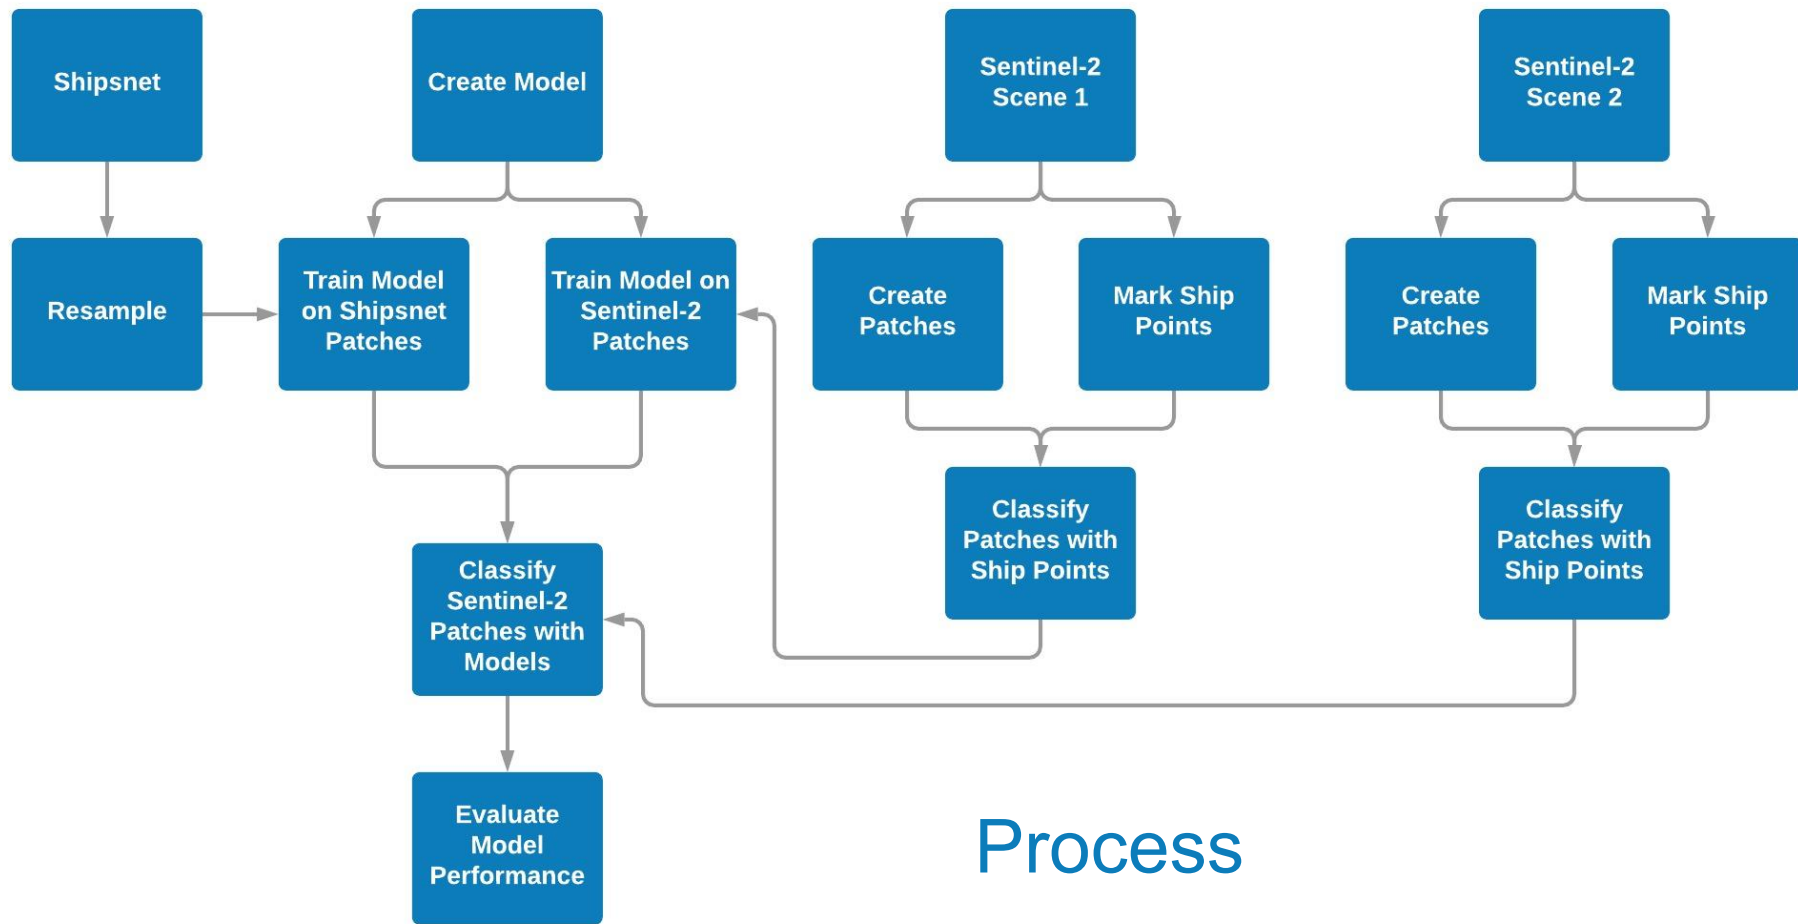 Shipsnet
Create Model
Sentinel-2
Scene 1
Sentinel-2
Scene 2
Resample
Train Model
on Shipsnet
Patches
Train Model on
Sentinel-2
Patches
Create
Patches
Mark Ship
Points
Create
Patches
Mark Ship
Points
Classify
Sentinel-2
Patches with
Models
Classify
Patches with
Ship Points
Classify
Patches with
Ship Points
Evaluate
Model
Performance
Process